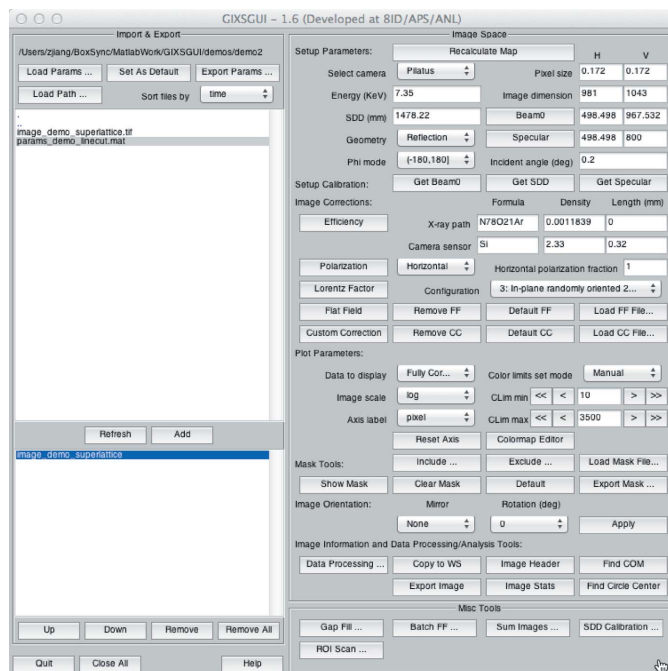 GIXSGUI - 1.6 (Developed at 8ID/APS/ANL)
Import & Export
/Users/zjiang/BoxSync/MatlabWork/GIXSGUI/demos/demo2
Load Params ... Set As Default Export Params ...
Load Path ... Sort files by time
.
..
image_demo_superlattice.tif
params_demo_linecut.mat
Refresh Add
image_demo_superlattice
Up Down Remove Remove All
Quit Close All Help
Image Space
Setup Parameters: Recalculate Map H V
Select camera Pilatus Pixel size 0.172 0.172
Energy (KeV) 7.35 Image dimension 981 1043
SDD (mm) 1478.22 Beam0 498.498 967.532
Geometry Reflection Specular 498.498 800
Phi mode (-180,180] Incident angle (deg) 0.2
Setup Calibration: Get Beam0 Get SDD Get Specular
Image Corrections: Formula Density Length (mm)
Efficiency X-ray path N78O21Ar 0.0011839 0
Camera sensor Si 2.33 0.32
Polarization Horizontal Horizontal polarization fraction 1
Lorentz Factor Configuration 3: In-plane randomly oriented 2...
Flat Field Remove FF Default FF Load FF File...
Custom Correction Remove CC Default CC Load CC File...
Plot Parameters:
Data to display Fully Cor... Color limits set mode Manual
Image scale log CLim min << < 10 > >>
Axis label pixel CLim max << < 3500 > >>
Reset Axis Colormap Editor
Mask Tools: Include ... Exclude ... Load Mask File...
Show Mask Clear Mask Default Export Mask ...
Image Orientation: Mirror Rotation (deg)
None 0 Apply
Image Information and Data Processing/Analysis Tools:
Data Processing ... Copy to WS Image Header Find COM
Export Image Image Stats Find Circle Center
Misc Tools
Gap Fill ... Batch FF ... Sum Images ... SDD Calibration ...
ROI Scan ...